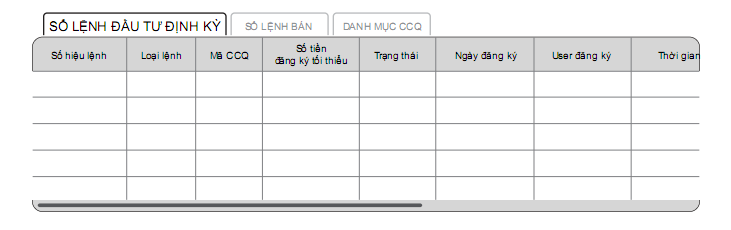 SỔ LỆNH ĐẦU TƯ ĐỊNH KỲ SỔ LỆNH BÁN DANH MỤC CCQ
Số hiệu lệnh Loại lệnh Mã CCQ Số tiền đăng ký tối thiểu Trạng thái Ngày đăng ký User đăng ký Thời gian